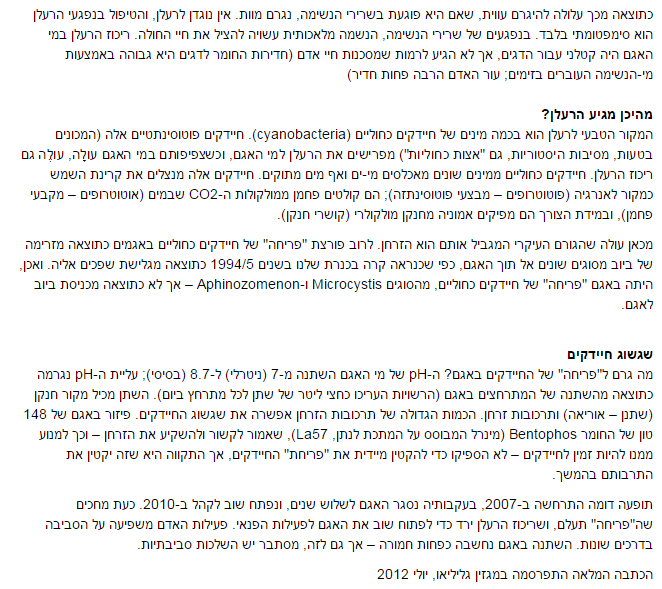 כתוצאה מכך עלולה להיגרם עווית, שאם היא פוגעת בשרירי הנשימה, נגרם מוות. אין נוגדן לרעלן, והטיפול בנפגעי הרעלן
הוא סימפטומתי בלבד. בנפגעים של שרירי הנשימה, הנשמה מלאכותית עשויה להציל את חיי החולה. ריכוז הרעלן במי
האגם היה קטלני עבור הדגים, אך לא הגיע לרמות שמסכנות חיי אדם (חדירות החומר לדגים היא גבוהה באמצעות
מי-הנשימה העוברים בזימים; עור האדם הרבה פחות חדיר)
מהיכן מגיע הרעלן?
המקור הטבעי לרעלן הוא בכמה מינים של חיידקים כחוליים (cyanobacteria). חיידקים פוטוסינתטיים אלה (המכונים
בטעות, מסיבות היסטוריות, גם "אצות כחוליות") מפרישים את הרעלן למי האגם, וכשצפיפותם במי האגם עולָה, עולֶה גם
ריכוז הרעלן. חיידקים כחוליים ממינים שונים מאכלסים מי-ים ואף מים מתוקים. חיידקים אלה מנצלים את קרינת השמש
כמקור לאנרגיה (פוטוטרופים – מבצעי פוטוסינתזה); הם קולטים פחמן ממולקולות ה-CO2 שבמים (אוטוטרופים – מקבעי
פחמן), ובמידת הצורך הם מפיקים אמוניה מחנקן מולקולרי (קושרי חנקן).
מכאן עולה שהגורם העיקרי המגביל אותם הוא הזרחן. לרוב פורצת "פריחה" של חיידקים כחוליים באגמים כתוצאה מזרימה
של ביוב מסוגים שונים אל תוך האגם, כפי שכנראה קרה בכנרת שלנו בשנים 1994/5 כתוצאה מגלישת שפכים אליה. ואכן,
היתה באגם "פריחה" של חיידקים כחוליים, מהסוגים Microcystis ו-Aphinozomenon – אך לא כתוצאה מכניסת ביוב
לאגם.
שגשוג חיידקים
מה גרם ל"פריחה" של החיידקים באגם? ה-pH של מי האגם השתנה מ-7 (ניטרלי) ל-8.7 (בסיסי); עליית ה-pH נגרמה
כתוצאה מהשתנה של המתרחצים באגם (הרשויות העריכו כחצי ליטר של שתן לכל מתרחץ ביום). השתן מכיל מקור חנקן
(שתנן – אוריאה) ותרכובות זרחן. הכמות הגדולה של תרכובות הזרחן אפשרה את שגשוג החיידקים. פיזור באגם של 148
טון של החומר Bentophos (מינרל המבוסס על המתכת לנתן, La57), שאמור לקשור ולהשקיע את הזרחן – וכך למנוע
ממנו להיות זמין לחיידקים – לא הספיקו כדי להקטין מיידית את "פריחת" החיידקים, אך התקווה היא שזה יקטין את
התרבותם בהמשך.
תופעה דומה התרחשה ב-2007, בעקבותיה נסגר האגם לשלוש שנים, ונפתח שוב לקהל ב-2010. כעת מחכים
שה"פריחה" תעלם, ושריכוז הרעלן ירד כדי לפתוח שוב את האגם לפעילות הפנאי. פעילות האדם משפיעה על הסביבה
בדרכים שונות. השתנה באגם נחשבה כפחות חמורה – אך גם לזה, מסתבר יש השלכות סביבתיות.
הכתבה המלאה התפרסמה במגזין גליליאו, יולי 2012